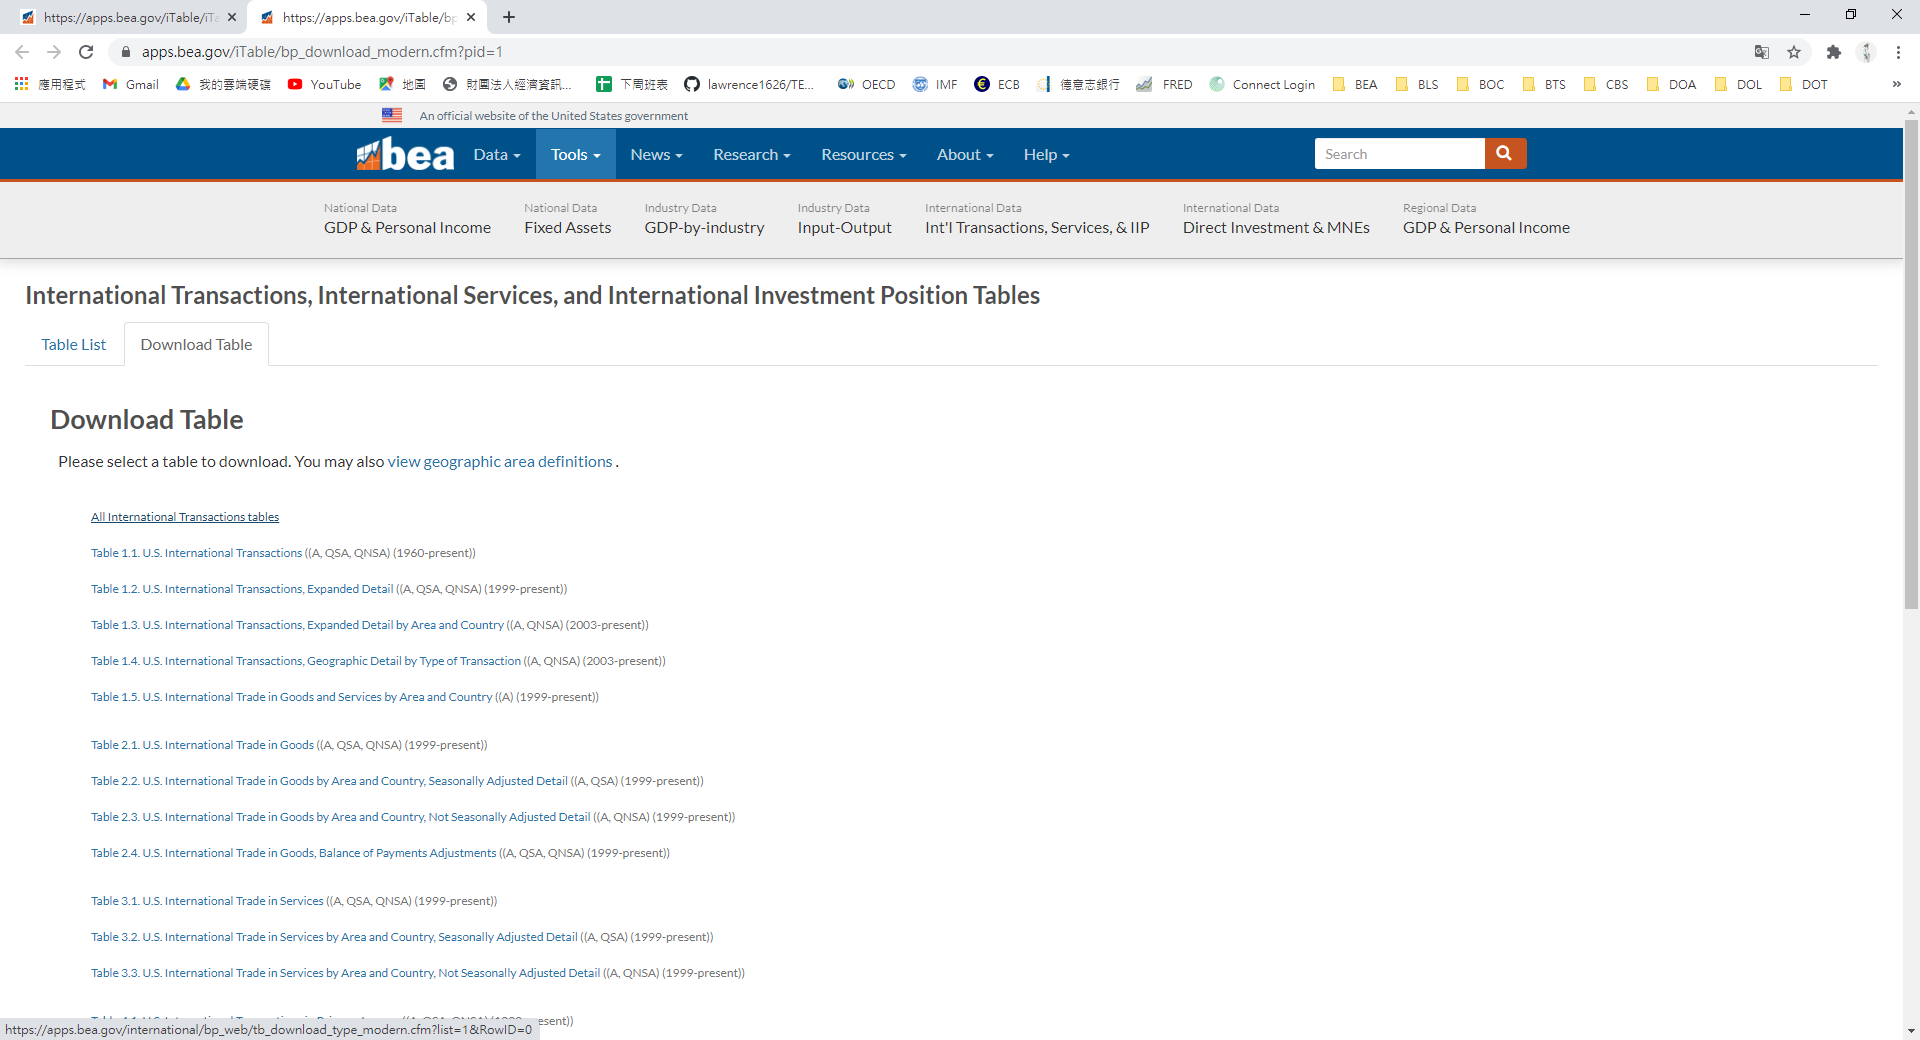 https://apps.bea.gov/iTable/iTa
https://apps.bea.gov/iTable/bp
apps.bea.gov/iTable/bp_download_modern.cfm?pid=1
應用程式 Gmail 我的雲端硬碟 YouTube 地圖 財團法人經濟資訊... 下周班表 lawrence1626/TE... OECD IMF ECB 德意志銀行 FRED Connect Login BEA BLS BOC BTS CBS DOA DOL DOT »
An official website of the United States government
bea Data Tools News Research Resources About Help Search
National Data National Data Industry Data Industry Data International Data International Data Regional Data
GDP & Personal Income Fixed Assets GDP-by-industry Input-Output Int'l Transactions, Services, & IIP Direct Investment & MNEs GDP & Personal Income
International Transactions, International Services, and International Investment Position Tables
Table List Download Table
Download Table
Please select a table to download. You may also view geographic area definitions .
All International Transactions tables
Table 1.1. U.S. International Transactions ((A, QSA, QNSA) (1960-present))
Table 1.2. U.S. International Transactions, Expanded Detail ((A, QSA, QNSA) (1999-present))
Table 1.3. U.S. International Transactions, Expanded Detail by Area and Country ((A, QNSA) (2003-present))
Table 1.4. U.S. International Transactions, Geographic Detail by Type of Transaction ((A, QNSA) (2003-present))
Table 1.5. U.S. International Trade in Goods and Services by Area and Country ((A) (1999-present))
Table 2.1. U.S. International Trade in Goods ((A, QSA, QNSA) (1999-present))
Table 2.2. U.S. International Trade in Goods by Area and Country, Seasonally Adjusted Detail ((A, QSA) (1999-present))
Table 2.3. U.S. International Trade in Goods by Area and Country, Not Seasonally Adjusted Detail ((A, QNSA) (1999-present))
Table 2.4. U.S. International Trade in Goods, Balance of Payments Adjustments ((A, QSA, QNSA) (1999-present))
Table 3.1. U.S. International Trade in Services ((A, QSA, QNSA) (1999-present))
Table 3.2. U.S. International Trade in Services by Area and Country, Seasonally Adjusted Detail ((A, QSA) (1999-present))
Table 3.3. U.S. International Trade in Services by Area and Country, Not Seasonally Adjusted Detail ((A, QNSA) (1999-present))
esent))
https://apps.bea.gov/international/bp_web/tb_download_type_modern.cfm?list=1&RowID=0